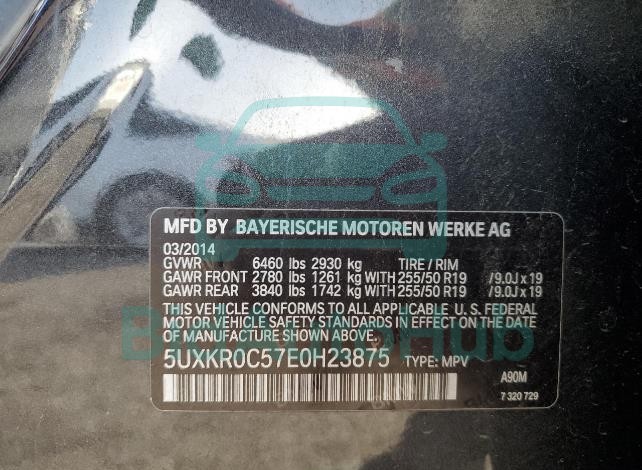 MFD BY BAYERISCHE MOTOREN WERKE AG
03/2014
GVWR 6460 lbs 2930 kg TIRE / RIM
GAWR FRONT 2780 lbs 1261 kg WITH 255/50 R19 /9.0J x 19
GAWR REAR 3840 lbs 1742 kg WITH 255/50 R19 /9.0J x 19
THIS VEHICLE CONFORMS TO ALL APPLICABLE U. S. FEDERAL
MOTOR VEHICLE SAFETY STANDARDS IN EFFECT ON THE
DATE OF MANUFACTURE SHOWN ABOVE.
5UXKR0C57E0H23875 TYPE: MPV
A90M
7 320 729